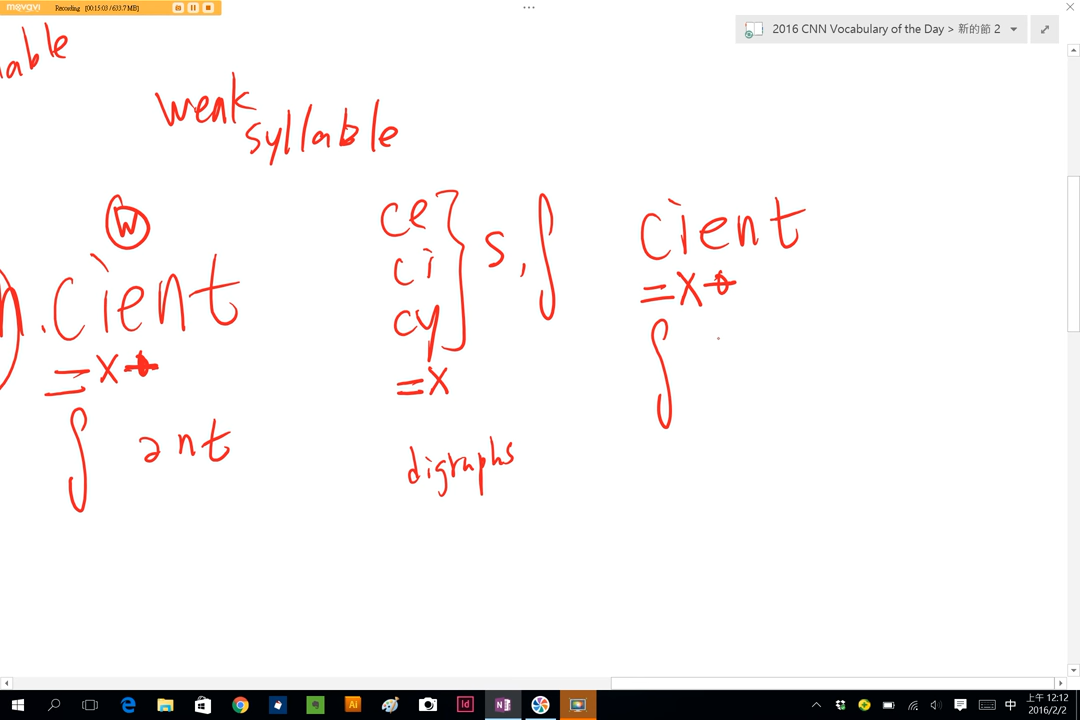 movavi Recording [00:15:03 / 633.7 MB]
2016 CNN Vocabulary of the Day > 新的節 2
able
weak
syllable
W
ce
ci
cy
s, ʃ
=X
digraphs
n.cient
=X
ʃ ənt
cient
=X
ʃ
中
上午 12:12
2016/2/2